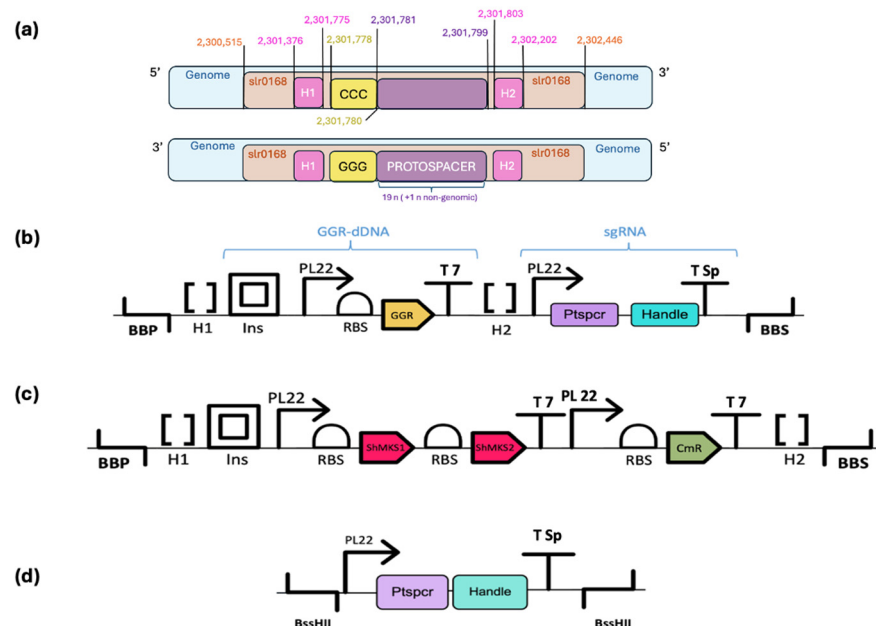 (a)
2,301,803
2,301,775
2,301,781
2,300,515
2,301,376
2,301,778
2,301,799
2,302,202
2,302,446
5’
Genome
slr0168
H1
CCC
H2
slr0168
Genome
3’
2,301,780
3’
Genome
slr0168
H1
GGG
PROTOSPACER
H2
slr0168
Genome
5’
19 n ( +1 n non-genomic)
(b)
GGR-dDNA
sgRNA
PL22
T 7
PL22
T Sp
GGR
Ptspcr
Handle
BBP
H1
Ins
RBS
H2
BBS
(c)
PL22
T 7
PL 22
T 7
ShMKS1
ShMKS2
CmR
BBP
H1
Ins
RBS
RBS
RBS
H2
BBS
(d)
PL22
T Sp
Ptspcr
Handle
BssHII
BssHII